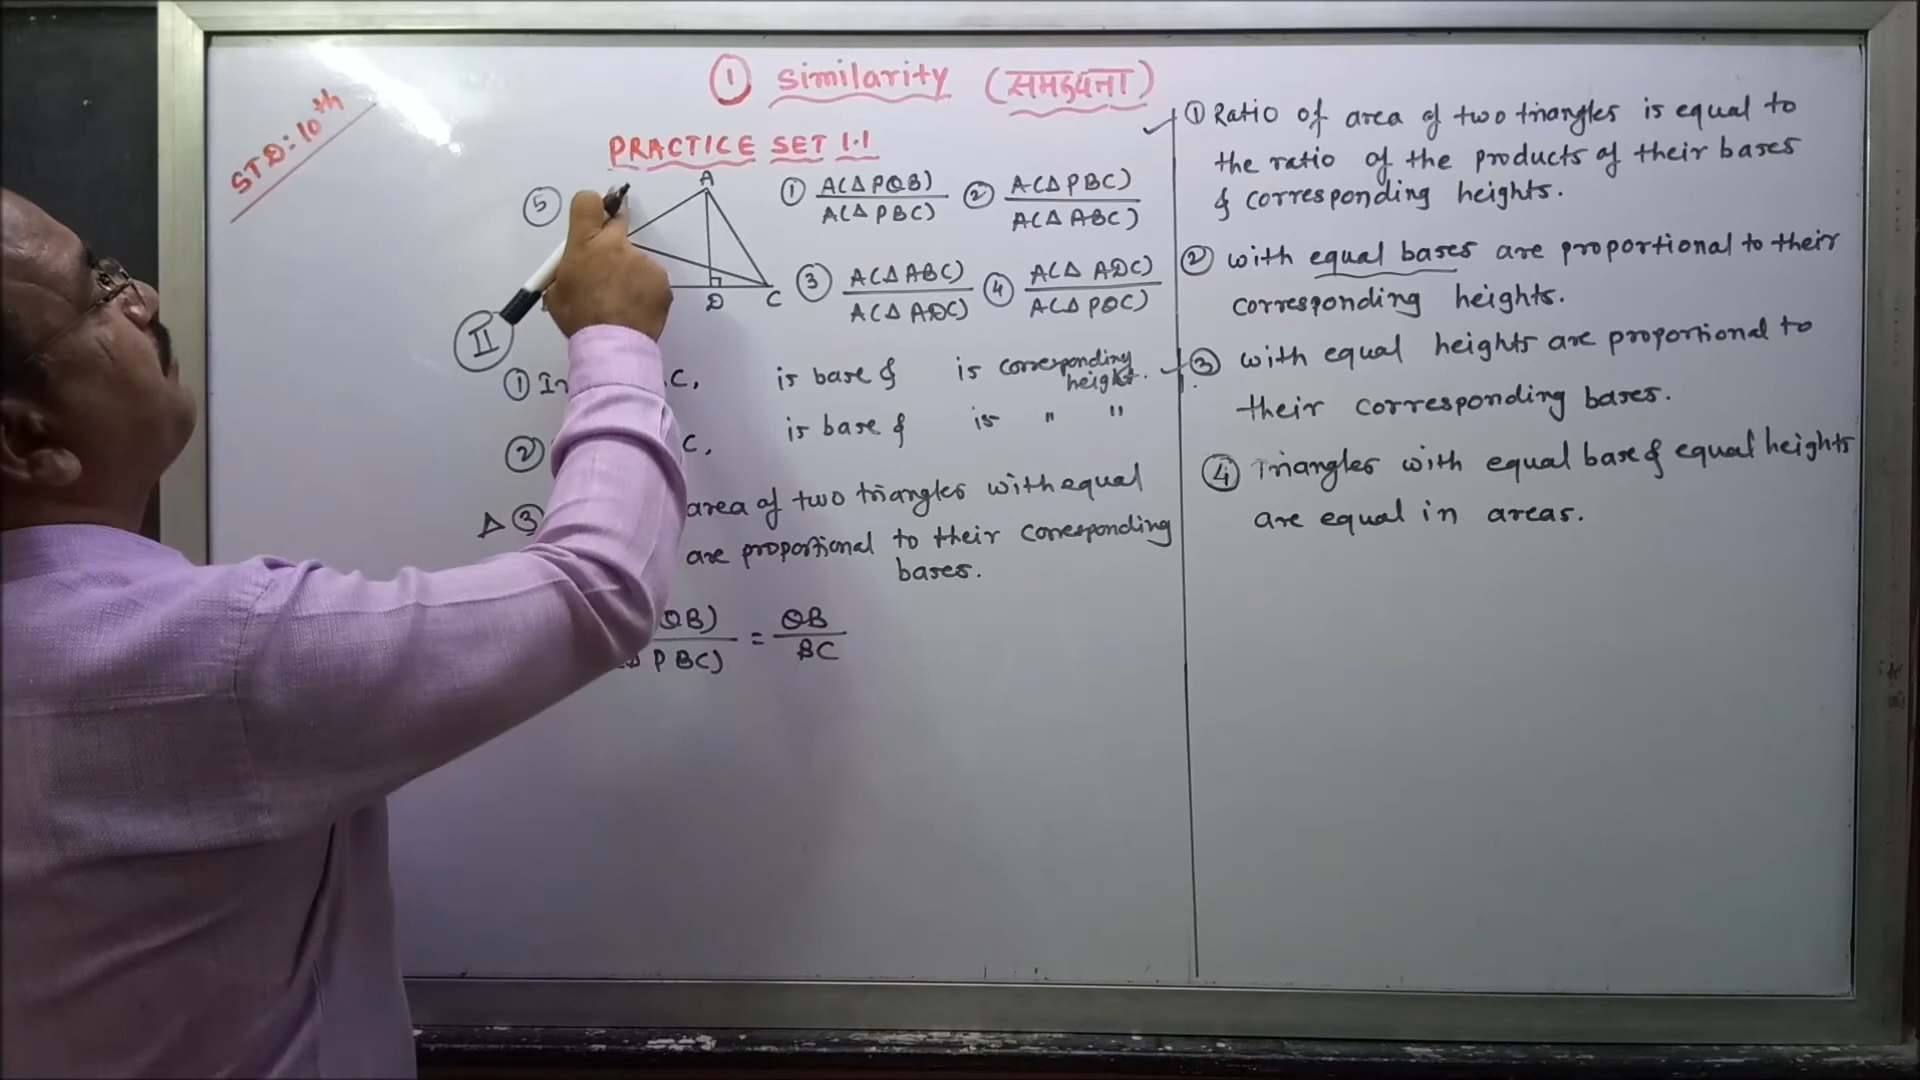 ① Similarity (समरूपता)
STD: 10th
PRACTICE SET 1.1
⑤
A
D
C
① A(Δ PQB) / A(Δ PBC) ② A(Δ PBC) / A(Δ ABC)
③ A(Δ ABC) / A(Δ ADC) ④ A(Δ ADC) / A(Δ PQC)
II
① In C, is base & is corresponding height.
② C, is base & is " "
Δ ③ area of two triangles with equal
are proportional to their corresponding
bases.
QB) / Δ PBC) = QB / BC
① Ratio of area of two triangles is equal to
the ratio of the products of their bases
& corresponding heights.
② with equal bases are proportional to their
corresponding heights.
③ with equal heights are proportional to
their corresponding bases.
④ Triangles with equal base & equal heights
are equal in areas.